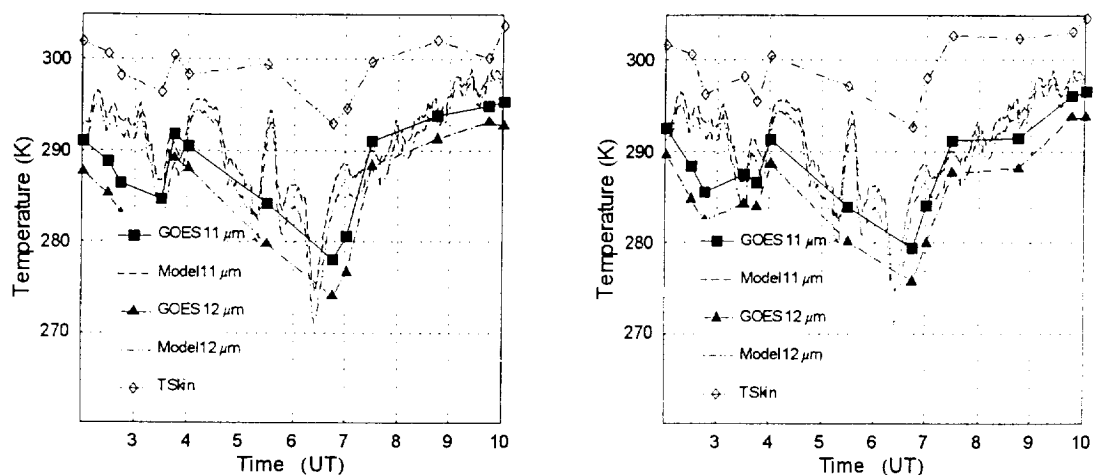 300
290
280
270
Temperature (K)
GOES 11 µm
Model 11 µm
GOES 12 µm
Model 12 µm
TSkin
3 4 5 6 7 8 9 10
Time (UT)
300
290
280
270
Temperature (K)
GOES 11 µm
Model 11 µm
GOES 12 µm
Model 12 µm
TSkin
3 4 5 6 7 8 9 10
Time (UT)